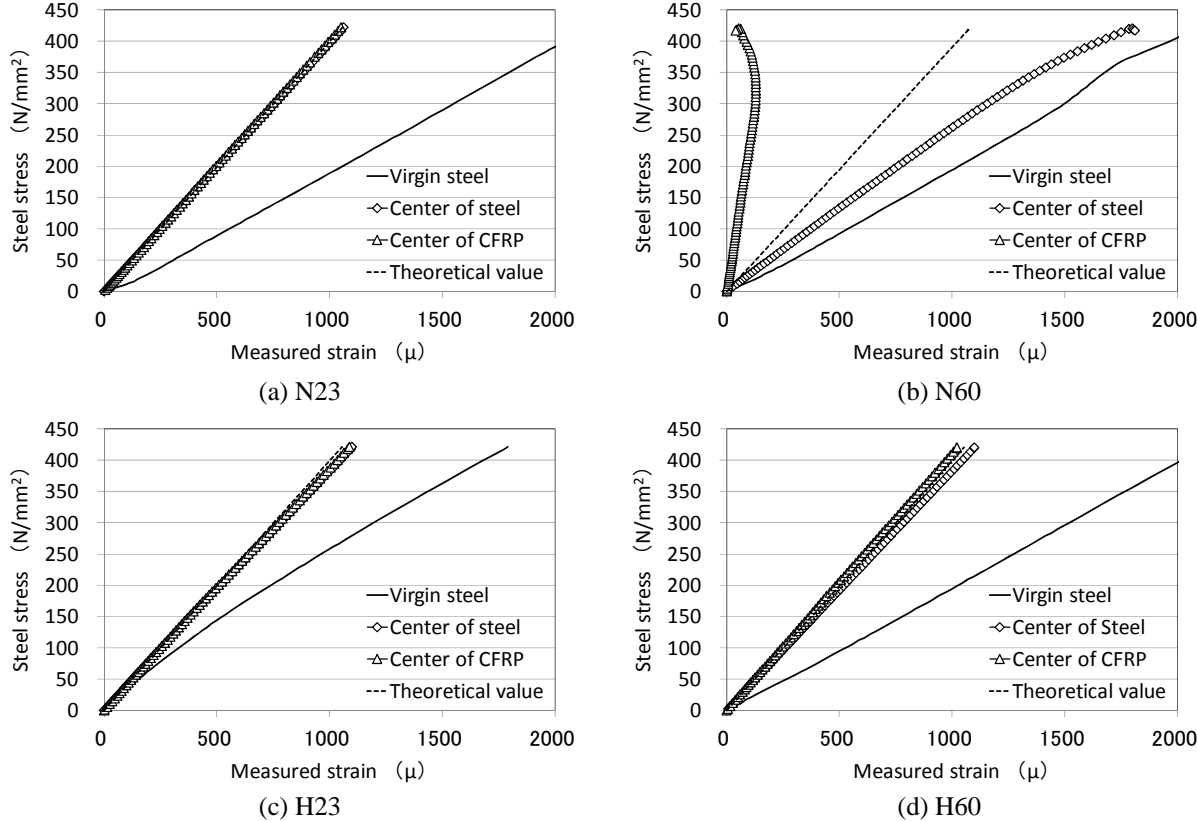 450
400
350
300
250
200
150
100
50
0
Steel stress (N/mm²)
Virgin steel
Center of steel
Center of CFRP
Theoretical value
0 500 1000 1500 2000
Measured strain (μ)
(a) N23
450
400
350
300
250
200
150
100
50
0
Steel stress (N/mm²)
Virgin steel
Center of steel
Center of CFRP
Theoretical value
0 500 1000 1500 2000
Measured strain (μ)
(b) N60
450
400
350
300
250
200
150
100
50
0
Steel stress (N/mm²)
Virgin steel
Center of steel
Center of CFRP
Theoretical value
0 500 1000 1500 2000
Measured strain (μ)
(c) H23
450
400
350
300
250
200
150
100
50
0
Steel stress (N/mm²)
Virgin steel
Center of Steel
Center of CFRP
Theoretical value
0 500 1000 1500 2000
Measured strain (μ)
(d) H60